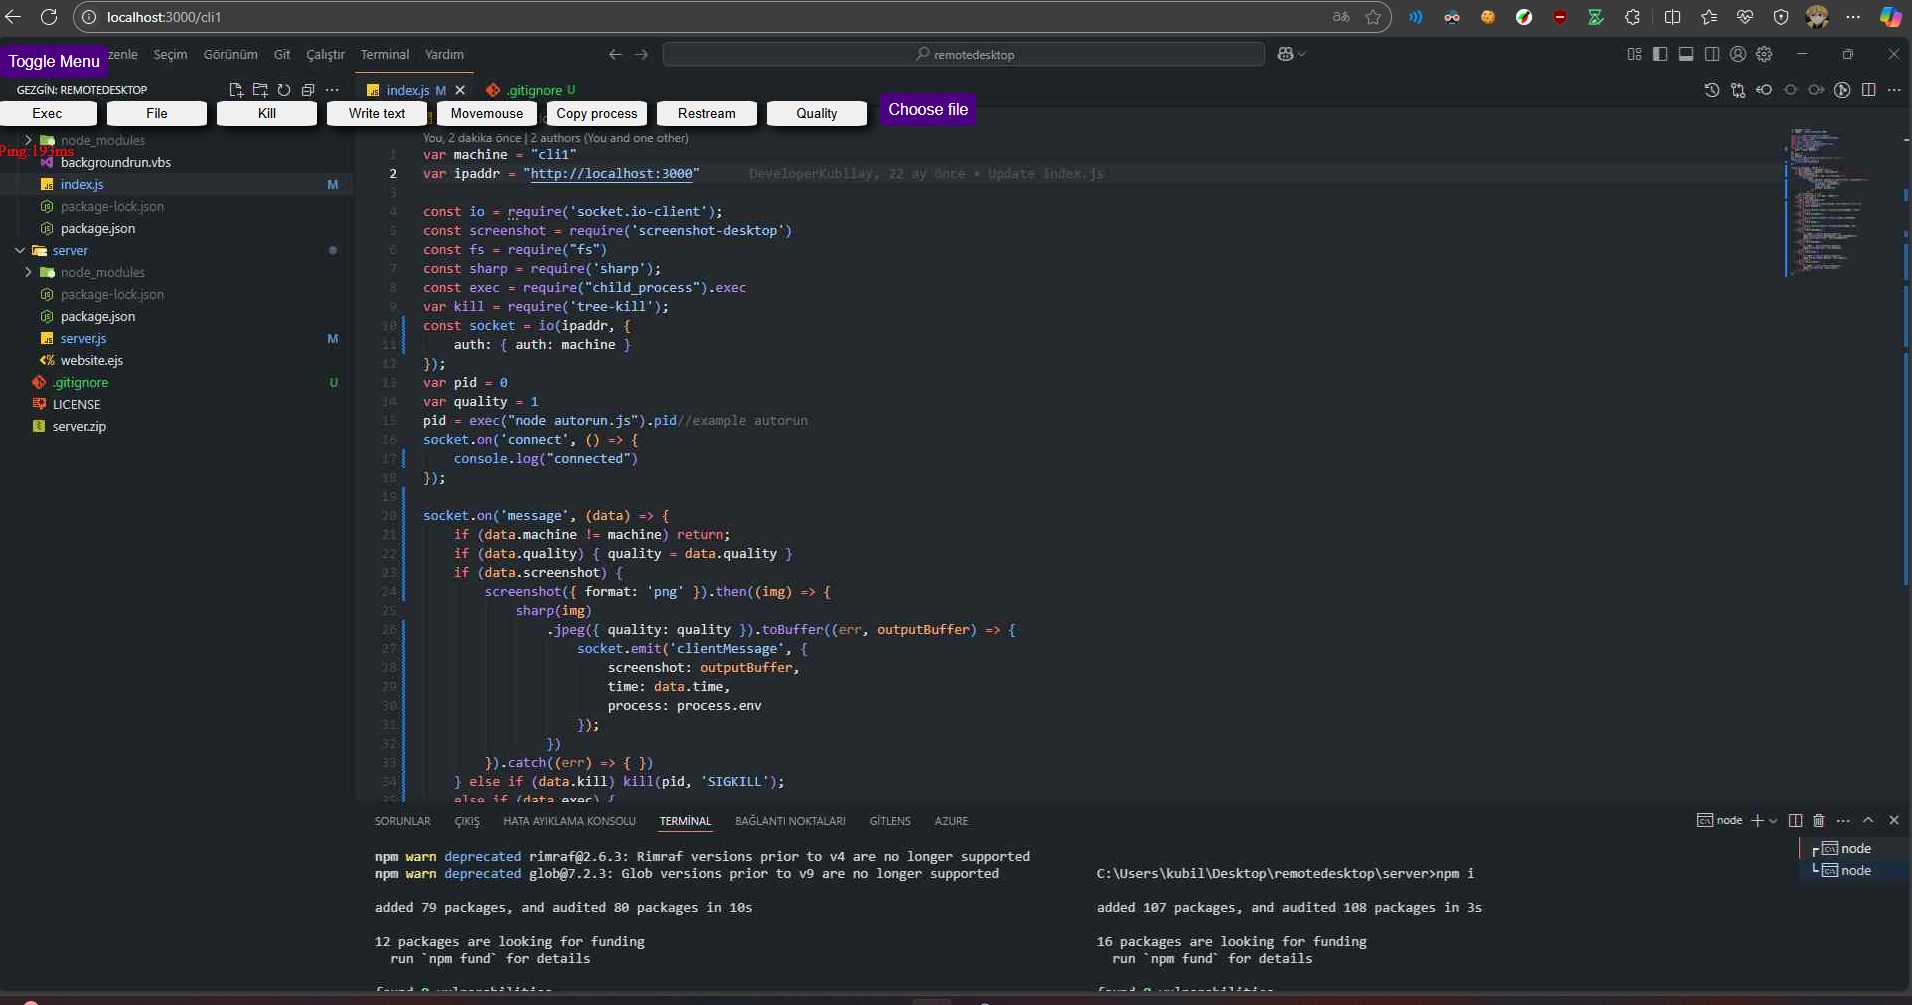 localhost:3000/cli1
Toggle Menu
zenle Seçim Görünüm Git Çalıştır Terminal Yardım
remotedesktop
GEZGİN: REMOTEDESKTOP
index.js M
.gitignore U
Exec
File
Kill
Write text
Movemouse
Copy process
Restream
Quality
Choose file
node_modules
Ping:193ms
backgroundrun.vbs
index.js M
package-lock.json
package.json
server
node_modules
package-lock.json
package.json
server.js M
website.ejs
.gitignore U
LICENSE
server.zip
You, 2 dakika önce | 2 authors (You and one other)
1 var machine = "cli1"
2 var ipaddr = "http://localhost:3000" DeveloperKubilay, 22 ay önce • Update index.js
3
4 const io = require('socket.io-client');
5 const screenshot = require('screenshot-desktop')
6 const fs = require("fs")
7 const sharp = require('sharp');
8 const exec = require("child_process").exec
9 var kill = require('tree-kill');
10 const socket = io(ipaddr, {
11 auth: { auth: machine }
12 });
13 var pid = 0
14 var quality = 1
15 pid = exec("node autorun.js").pid//example autorun
16 socket.on('connect', () => {
17 console.log("connected")
18 });
19
20 socket.on('message', (data) => {
21 if (data.machine != machine) return;
22 if (data.quality) { quality = data.quality }
23 if (data.screenshot) {
24 screenshot({ format: 'png' }).then((img) => {
25 sharp(img)
26 .jpeg({ quality: quality }).toBuffer((err, outputBuffer) => {
27 socket.emit('clientMessage', {
28 screenshot: outputBuffer,
29 time: data.time,
30 process: process.env
31 });
32 })
33 }).catch((err) => { })
34 } else if (data.kill) kill(pid, 'SIGKILL');
35 else if (data.exec) {
SORUNLAR ÇIKIŞ HATA AYIKLAMA KONSOLU TERMİNAL BAĞLANTI NOKTALARI GITLENS AZURE
node
npm warn deprecated rimraf@2.6.3: Rimraf versions prior to v4 are no longer supported
npm warn deprecated glob@7.2.3: Glob versions prior to v9 are no longer supported
added 79 packages, and audited 80 packages in 10s
12 packages are looking for funding
run `npm fund` for details
found 0 vulnerabilities
C:\Users\kubil\Desktop\remotedesktop\server>npm i
added 107 packages, and audited 108 packages in 3s
16 packages are looking for funding
run `npm fund` for details
found 0 vulnerabilities
node
node